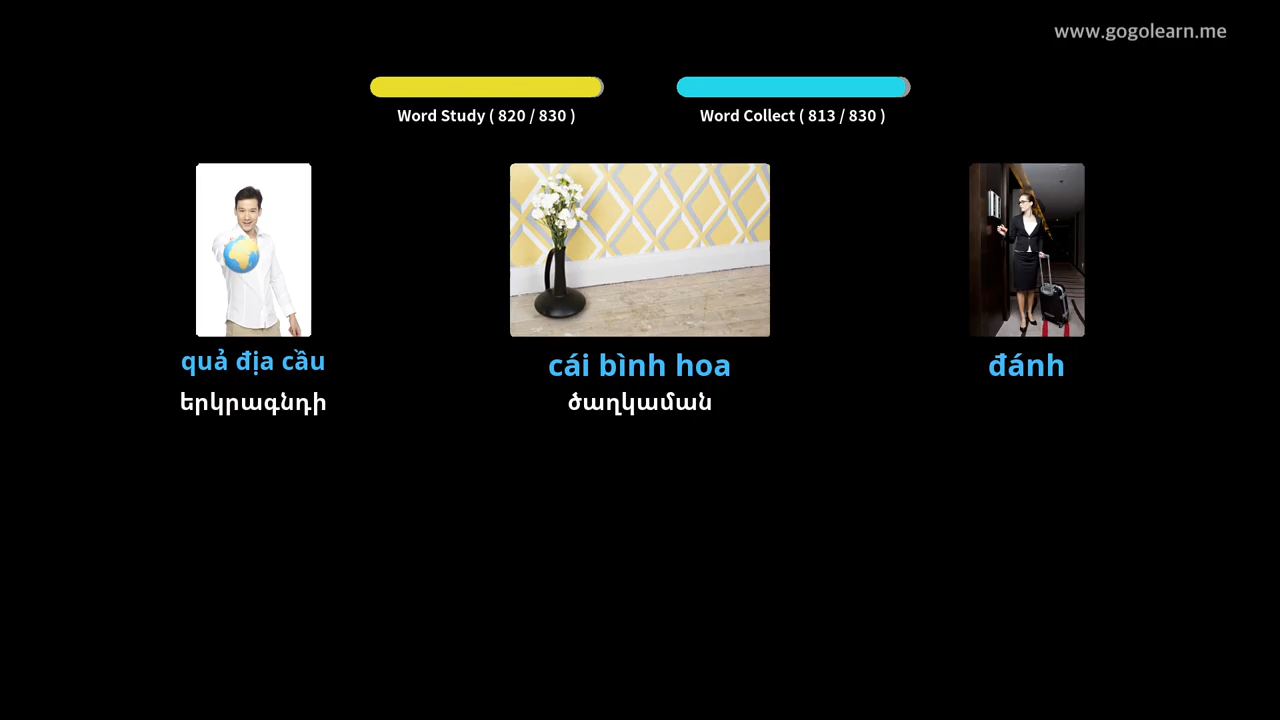 www.gogolearn.me
Word Study ( 820 / 830 )
Word Collect ( 813 / 830 )
quả địa cầu
cái bình hoa
đánh
երկրագնդի
ծաղկաման